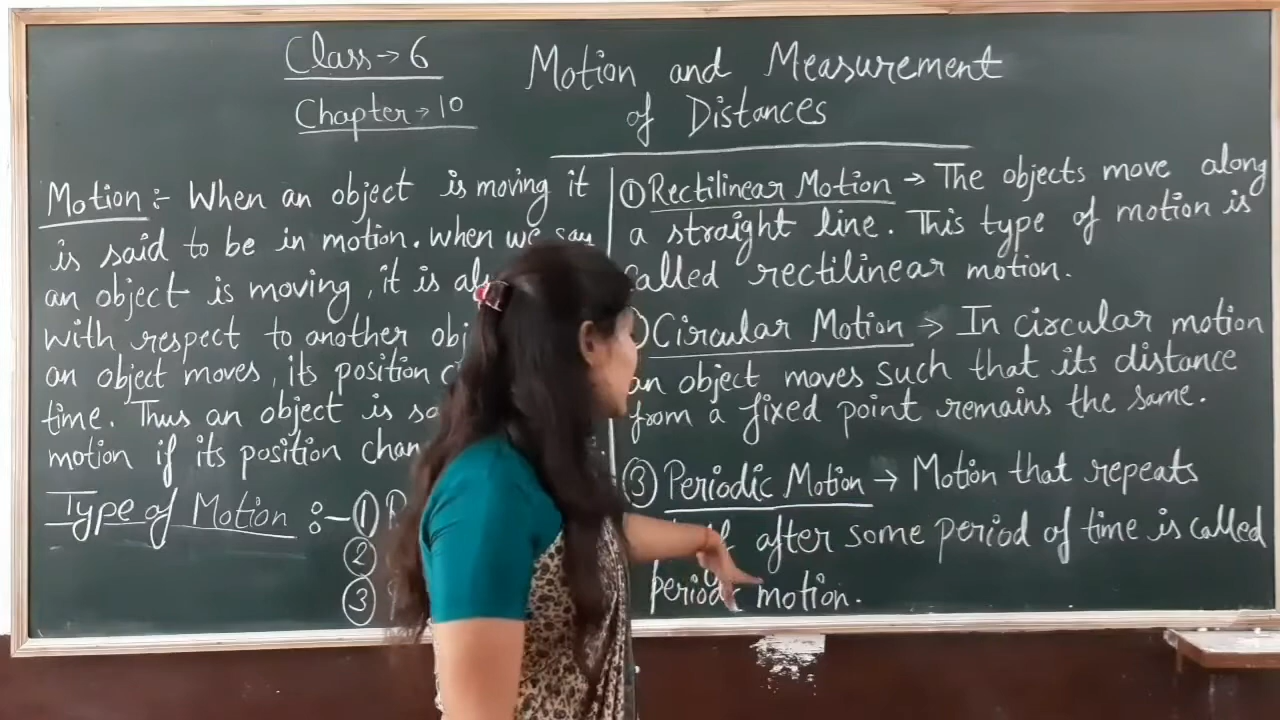 Class → 6
Chapter → 10
Motion and Measurement
of Distances
Motion :- When an object is moving it
is said to be in motion. When we say
an object is moving, it is
with respect to another
an object moves, its position
time. Thus an object is
motion if its position
Type of Motion :- ①
②
③
① Rectilinear Motion → The objects move along
a straight line. This type of motion is
called rectilinear motion.
Circular Motion → In circular motion
an object moves such that its distance
from a fixed point remains the same.
③ Periodic Motion → Motion that repeats
after some period of time is called
motion.